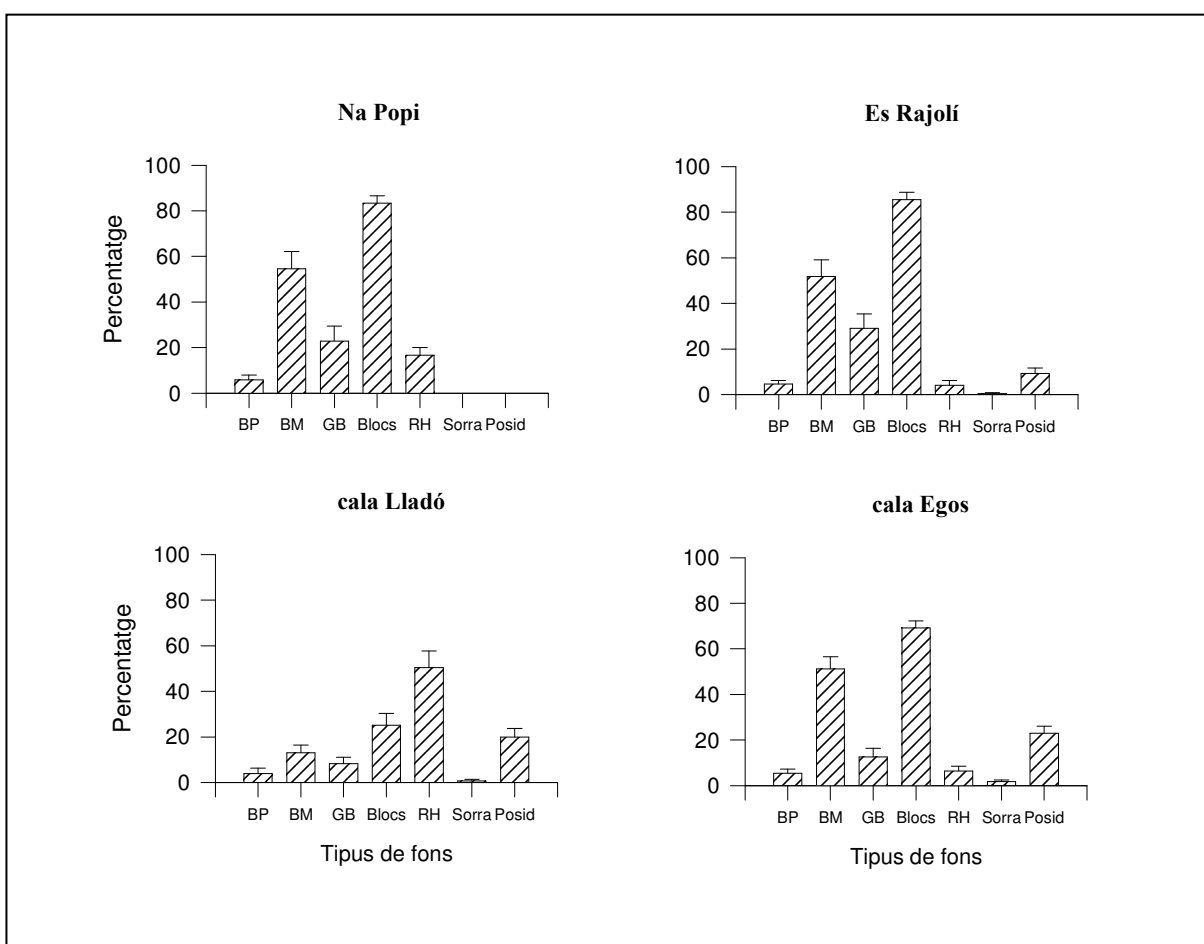 Na Popi
Percentatge
100
80
60
40
20
0
BP BM GB Blocs RH Sorra Posid
Es Rajolí
100
80
60
40
20
0
BP BM GB Blocs RH Sorra Posid
cala Lladó
Percentatge
100
80
60
40
20
0
BP BM GB Blocs RH Sorra Posid
Tipus de fons
cala Egos
100
80
60
40
20
0
BP BM GB Blocs RH Sorra Posid
Tipus de fons